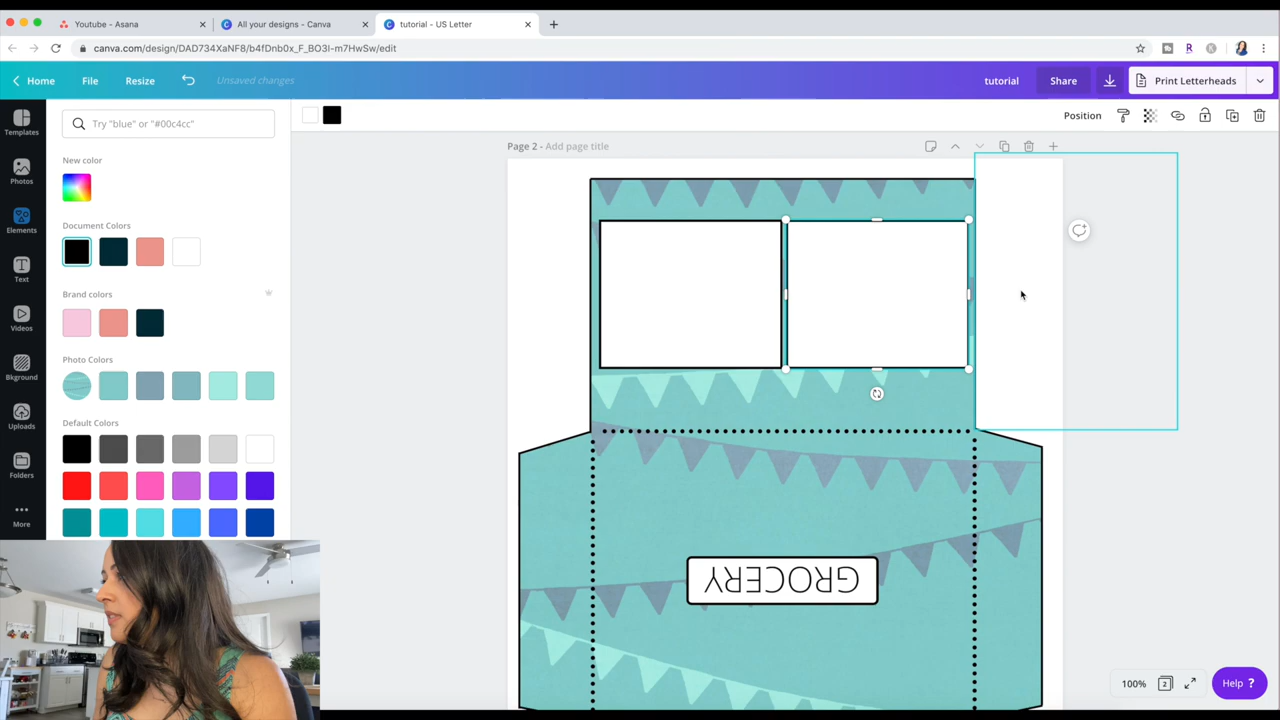 Youtube - Asana
All your designs - Canva
tutorial - US Letter
canva.com/design/DAD734XaNF8/b4fDnb0x_F_BO3I-m7HwSw/edit
Home
File
Resize
Unsaved changes
tutorial
Share
Print Letterheads
Templates
Photos
Elements
Text
Videos
Bkground
Uploads
Folders
More
Try "blue" or "#00c4cc"
New color
Document Colors
Brand colors
Photo Colors
Default Colors
Position
Page 2 - Add page title
GROCERY
100%
2
Help ?